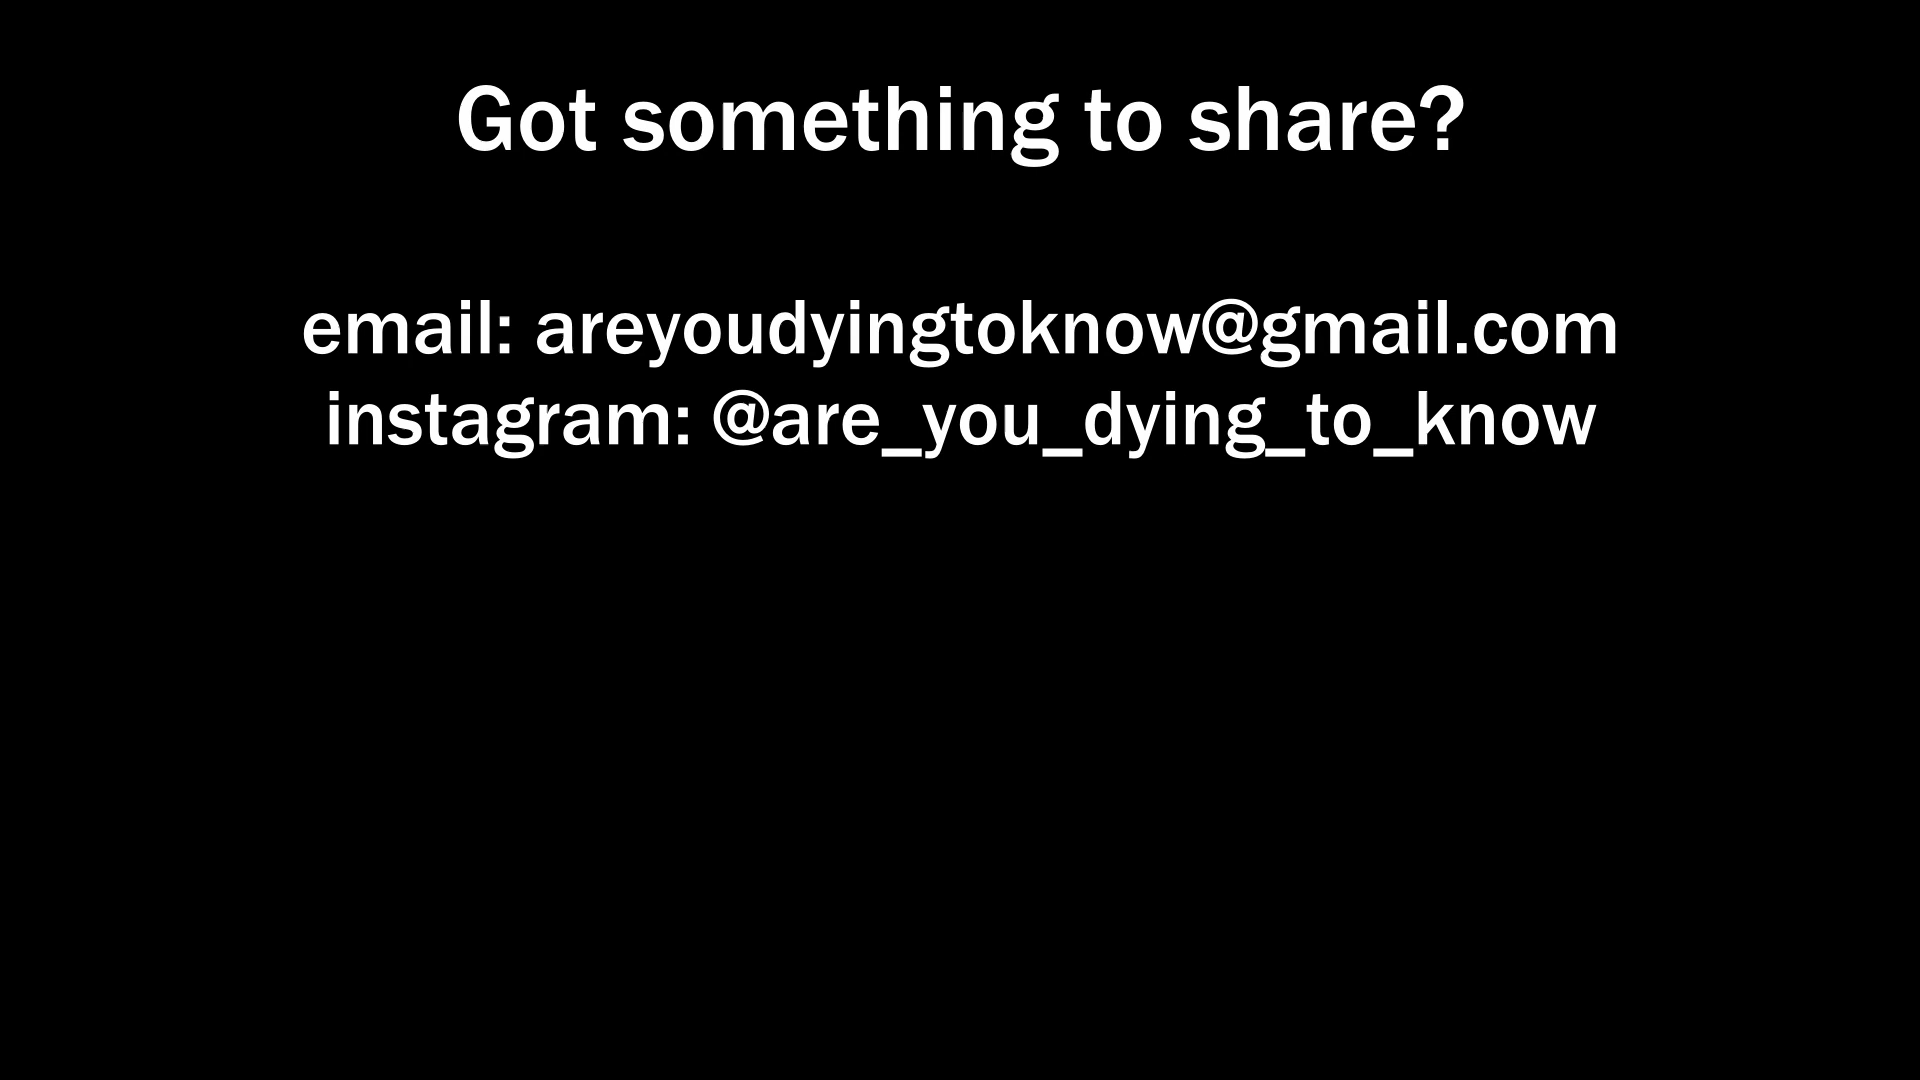 Got something to share?
email: areyoudyingtoknow@gmail.com
instagram: @are_you_dying_to_know